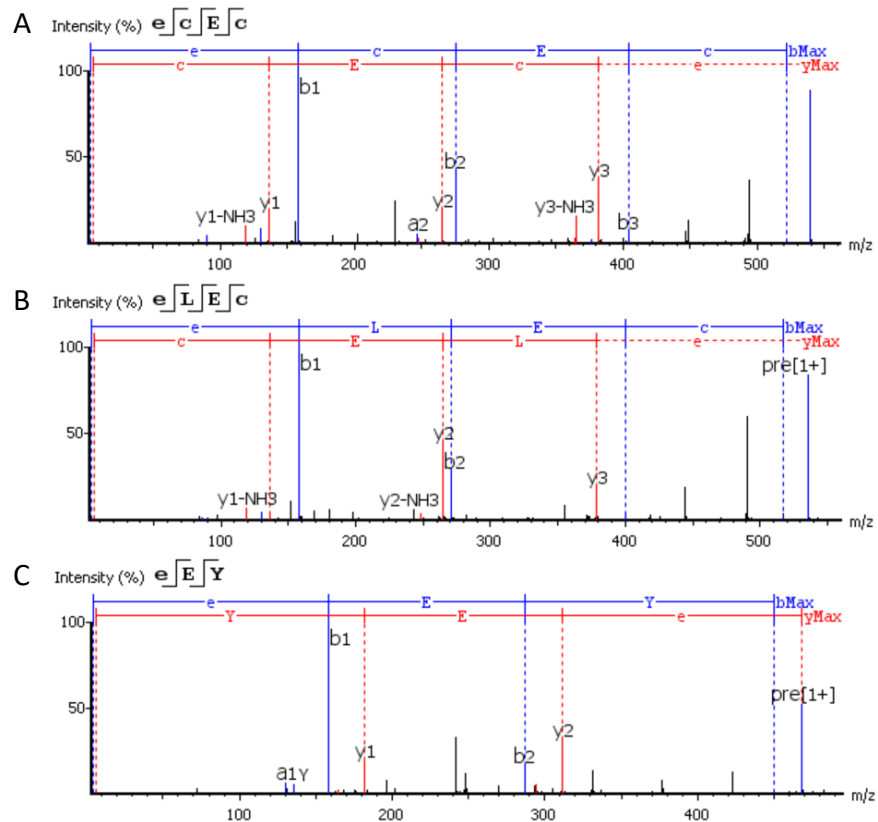 A Intensity (%) e c E c
e c E c bMax
c E c e yMax
100
b1
50
b2
y3
y1-NH3 y1 y2 y3-NH3
a2 b3
100 200 300 400 500 m/z
B Intensity (%) e L E c
e L E c bMax
c E L e yMax
100
b1 pre[1+]
50
y2
b2
y1-NH3 y2-NH3 y3
100 200 300 400 500 m/z
C Intensity (%) e E Y
e E Y bMax
Y E e yMax
100
b1
50 pre[1+]
y1 b2 y2
a1 Y
100 200 300 400 m/z